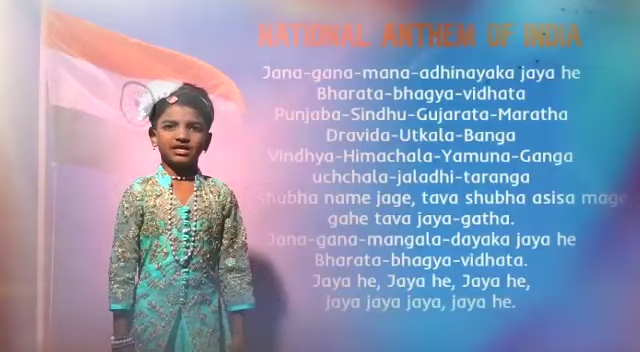 NATIONAL ANTHEM OF INDIA
Jana-gana-mana-adhinayaka jaya he
Bharata-bhagya-vidhata
Punjaba-Sindhu-Gujarata-Maratha
Dravida-Utkala-Banga
Vindhya-Himachala-Yamuna-Ganga
uchchala-jaladhi-taranga
shubha name jage, tava shubha asisa mage
gahe tava jaya-gatha.
Jana-gana-mangala-dayaka jaya he
Bharata-bhagya-vidhata.
Jaya he, Jaya he, Jaya he,
jaya jaya jaya, jaya he.